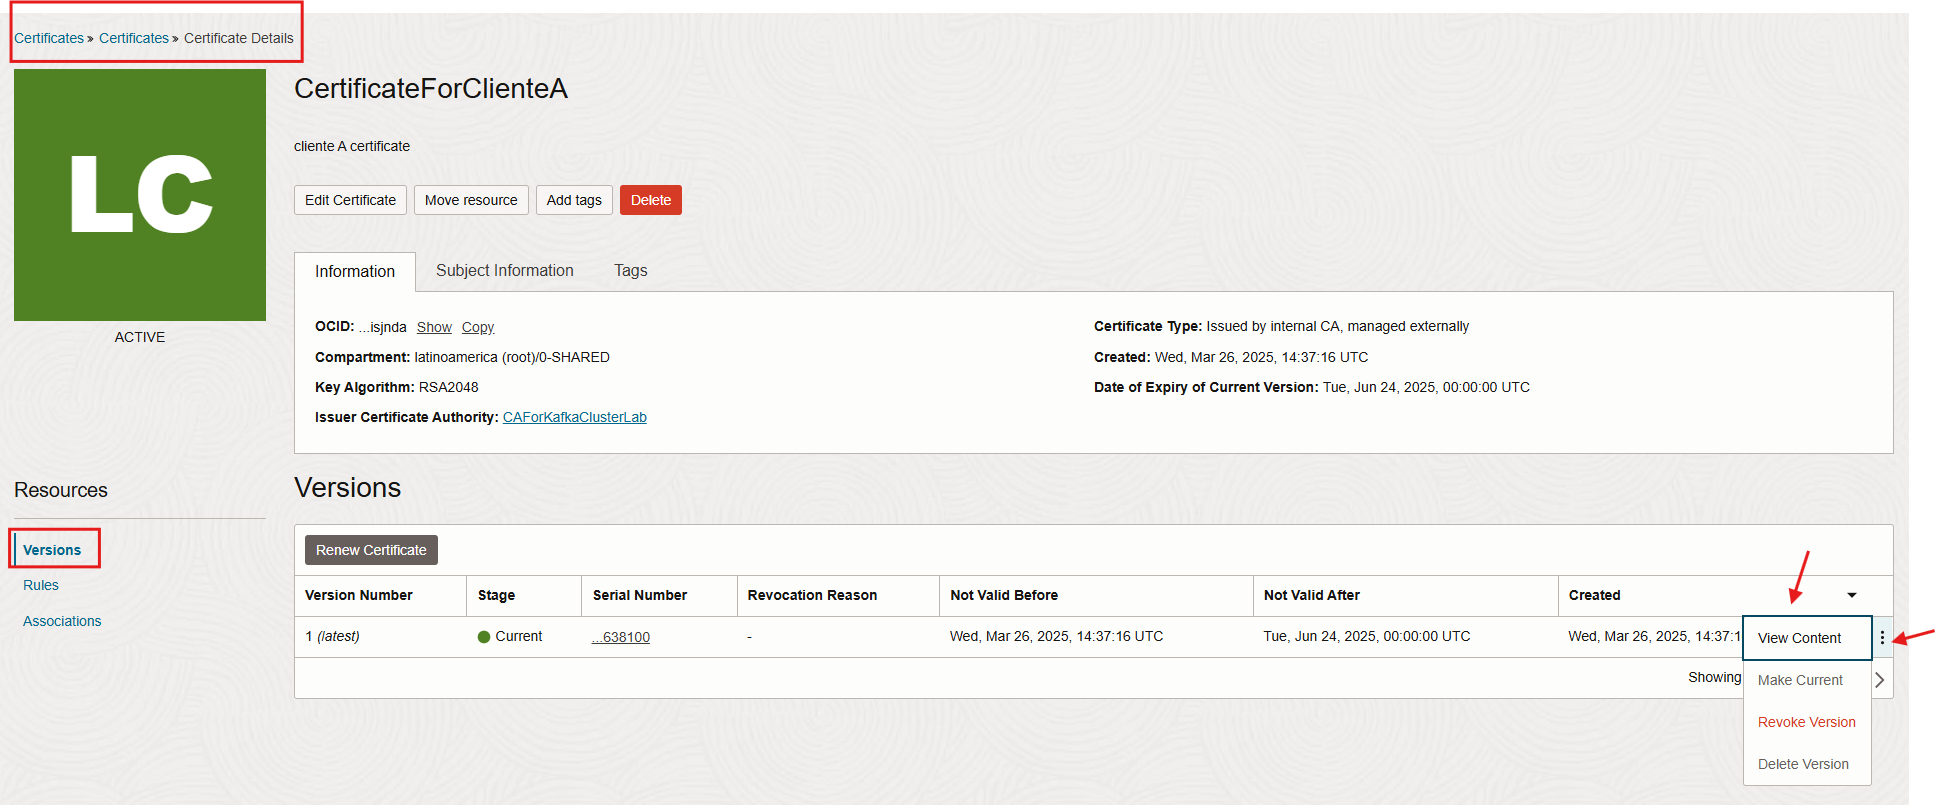 Certificates » Certificates » Certificate Details
LC
ACTIVE
CertificateForClienteA
cliente A certificate
Edit Certificate Move resource Add tags Delete
Information Subject Information Tags
OCID: ...isjnda Show Copy
Compartment: latinoamerica (root)/0-SHARED
Key Algorithm: RSA2048
Issuer Certificate Authority: CAForKafkaClusterLab
Certificate Type: Issued by internal CA, managed externally
Created: Wed, Mar 26, 2025, 14:37:16 UTC
Date of Expiry of Current Version: Tue, Jun 24, 2025, 00:00:00 UTC
Resources
Versions
Rules
Associations
Versions
Renew Certificate
Version Number Stage Serial Number Revocation Reason Not Valid Before Not Valid After Created
1 (latest) Current ...638100 - Wed, Mar 26, 2025, 14:37:16 UTC Tue, Jun 24, 2025, 00:00:00 UTC Wed, Mar 26, 2025, 14:37:1
Showing
View Content
Make Current
Revoke Version
Delete Version